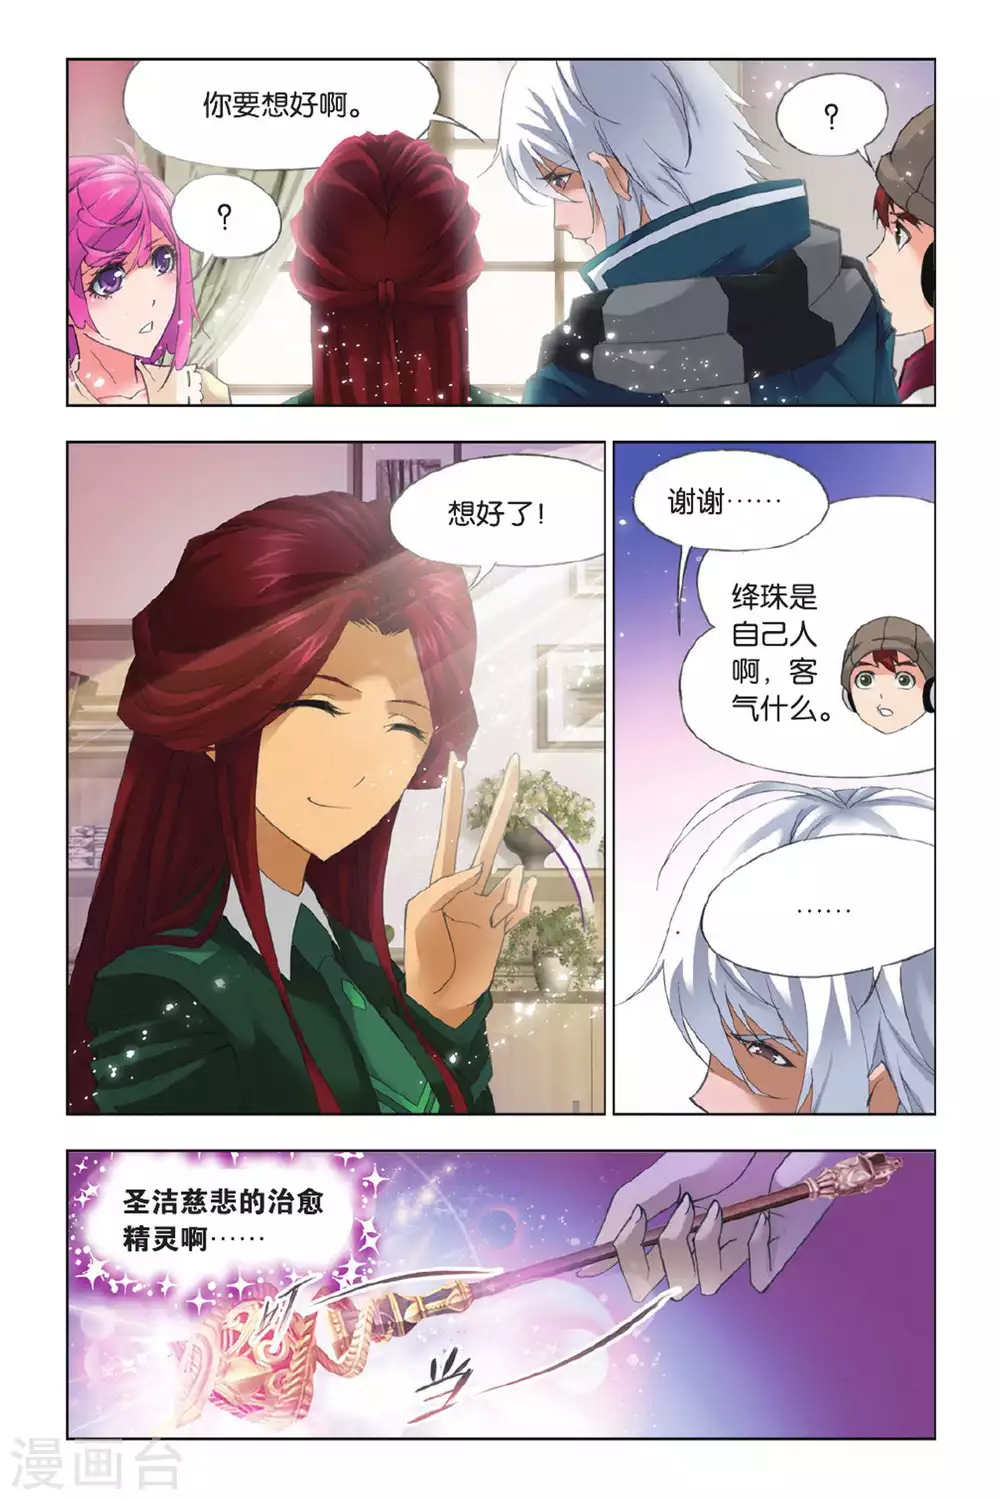 你要想好啊。
?
?
想好了!
谢谢……
绛珠是
自己人
啊，客
气什么。
……
圣洁慈悲的治愈
精灵啊……
叮
当
漫画台